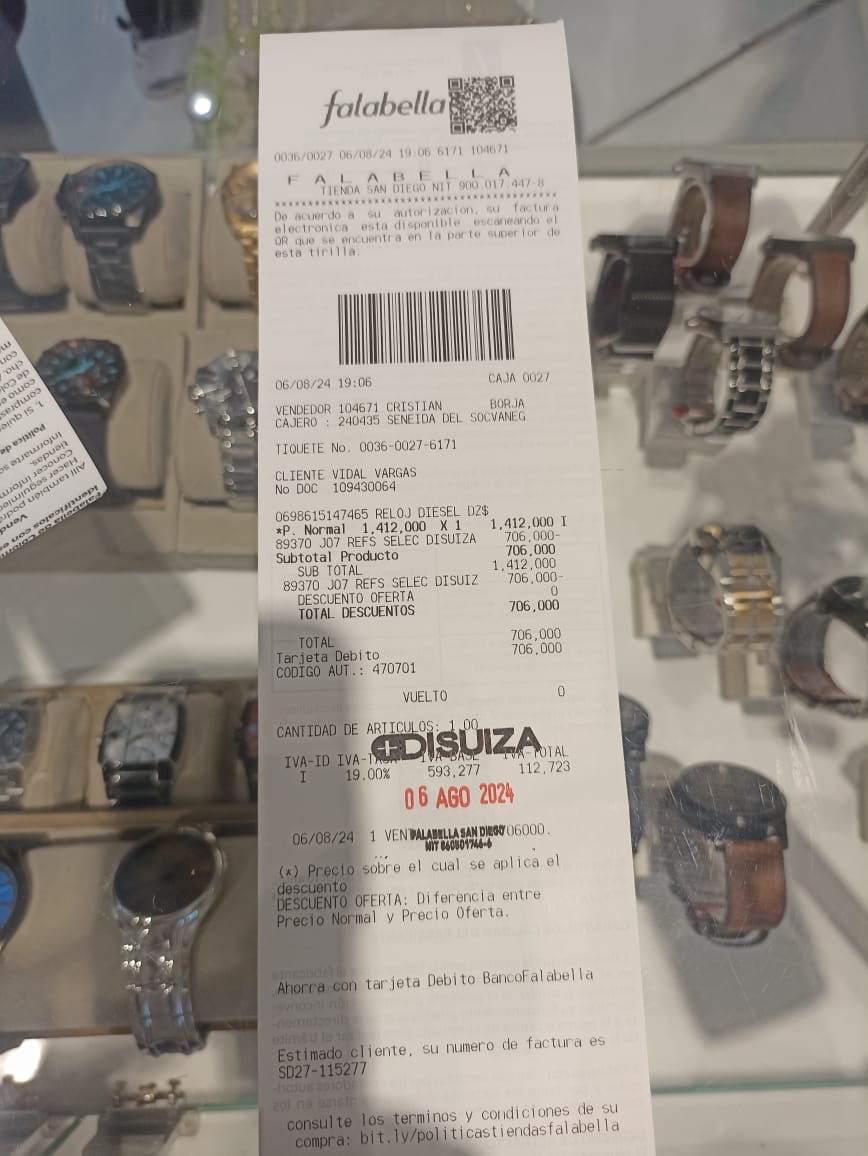 falabella
0036/0027 06/08/24 19:06 6171 104671
F A L A B E L L A
TIENDA SAN DIEGO NIT 900.017.447-8
De acuerdo a su autorizacion, su factura
electronica esta disponible escaneando el
QR que se encuentra en la parte superior de
esta tirilla.
06/08/24 19:06 CAJA 0027
VENDEDOR 104671 CRISTIAN BORJA
CAJERO : 240435 SENEIDA DEL SOCVANEG
TIQUETE No. 0036-0027-6171
CLIENTE VIDAL VARGAS
No DOC 109430064
0698615147465 RELOJ DIESEL DZ$
*P. Normal 1,412,000 X 1 1,412,000 I
89370 J07 REFS SELEC DISUIZA 706,000-
Subtotal Producto 706,000
SUB TOTAL 1,412,000
89370 J07 REFS SELEC DISUIZ 706,000-
DESCUENTO OFERTA 0
TOTAL DESCUENTOS 706,000
TOTAL 706,000
Tarjeta Debito 706,000
CODIGO AUT.: 470701
VUELTO 0
CANTIDAD DE ARTICULOS: 1.00
DISUIZA
IVA-ID IVA-TASA IVA-BASE IVA-TOTAL
I 19.00% 593,277 112,723
06 AGO 2024
06/08/24 1 VEN 06000.
FALABELLA SAN DIEGO
NIT 860801746-6
(*) Precio sobre el cual se aplica el
descuento
DESCUENTO OFERTA: Diferencia entre
Precio Normal y Precio Oferta.
Ahorra con tarjeta Debito BancoFalabella
Estimado cliente, su numero de factura es
SD27-115277
consulte los terminos y condiciones de su
compra: bit.ly/politicastiendasfalabella